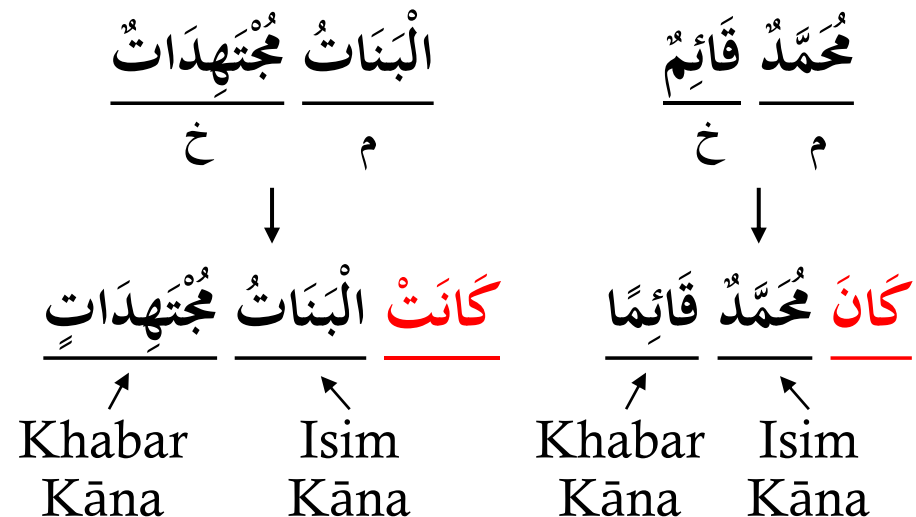 مُحَمَّدٌ قَائِمٌ
م خ
كَانَ مُحَمَّدٌ قَائِمًا
Khabar Isim
Kāna Kāna
الْبَنَاتُ مُجْتَهِدَاتٌ
م خ
كَانَتْ الْبَنَاتُ مُجْتَهِدَاتٍ
Khabar Isim
Kāna Kāna